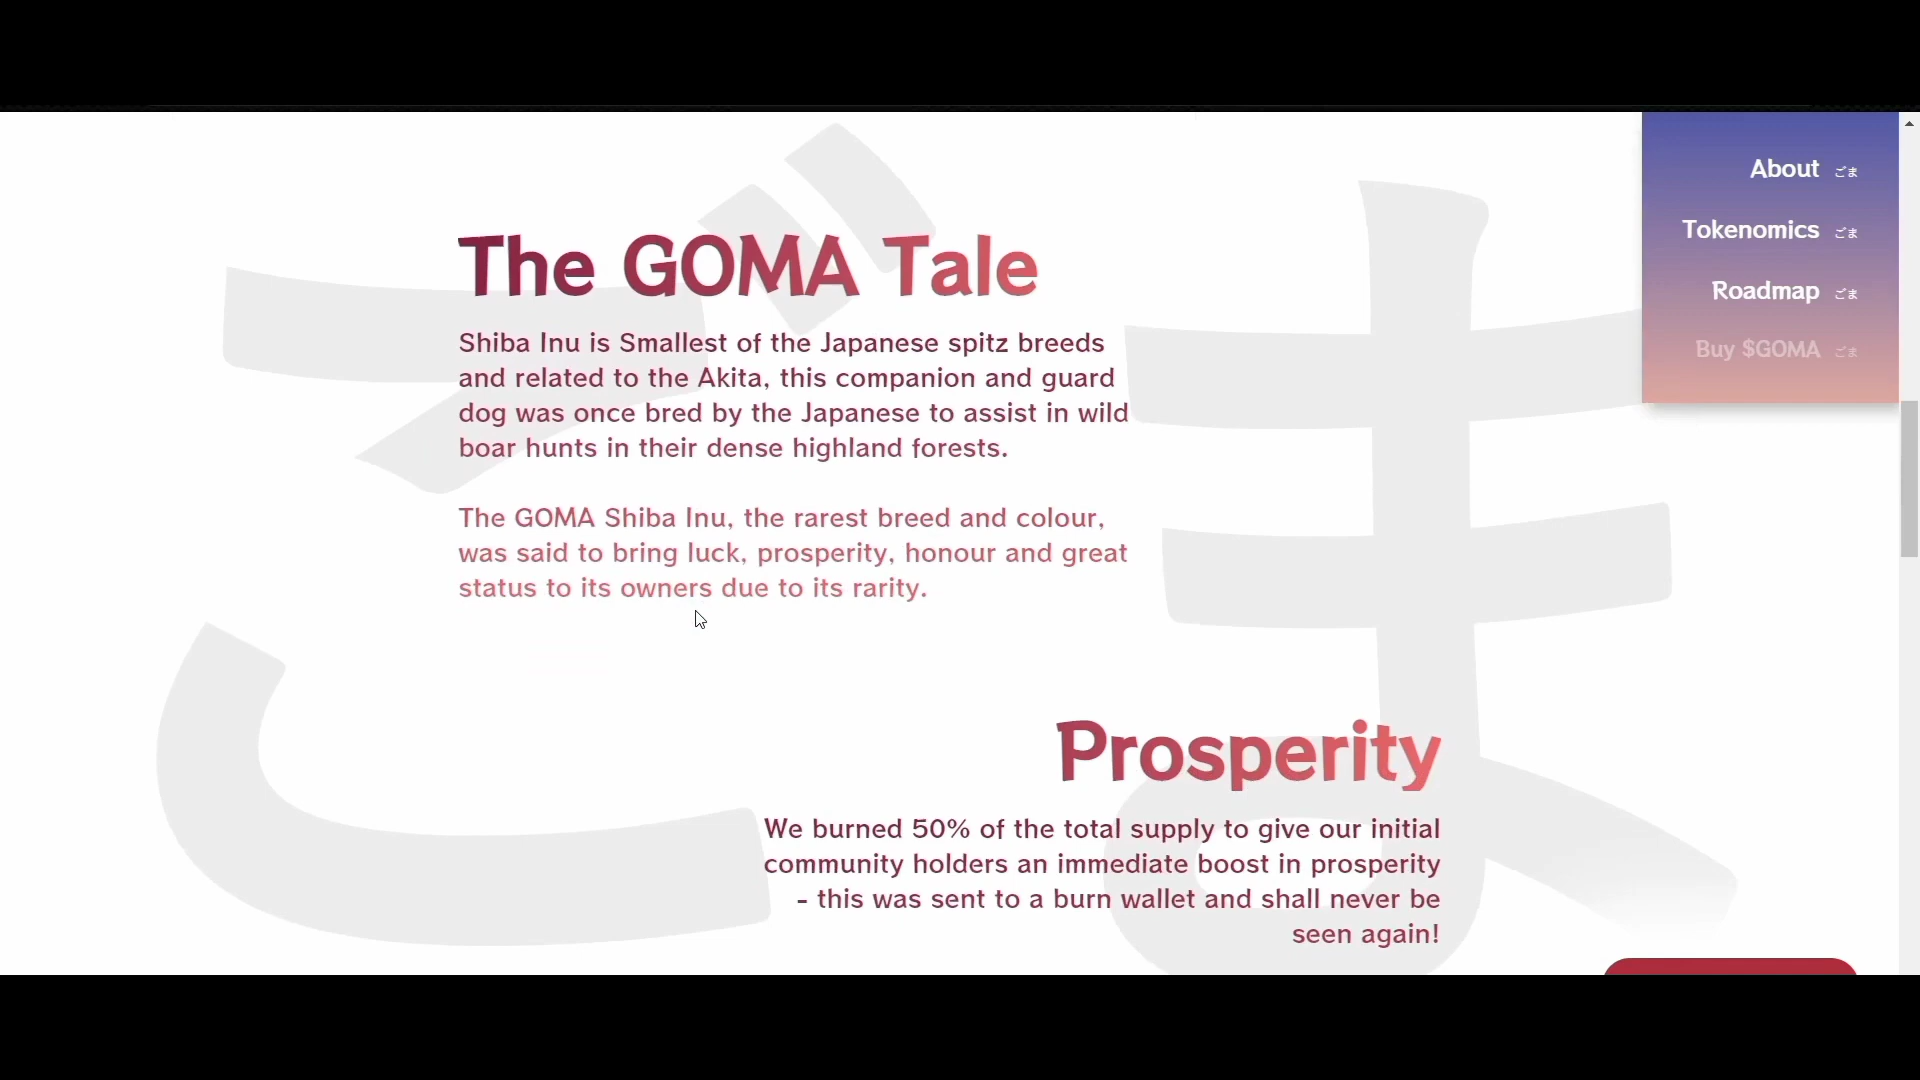 ごま
About ごま
Tokenomics ごま
Roadmap ごま
Buy $GOMA ごま
The GOMA Tale
Shiba Inu is Smallest of the Japanese spitz breeds
and related to the Akita, this companion and guard
dog was once bred by the Japanese to assist in wild
boar hunts in their dense highland forests.
The GOMA Shiba Inu, the rarest breed and colour,
was said to bring luck, prosperity, honour and great
status to its owners due to its rarity.
Prosperity
We burned 50% of the total supply to give our initial
community holders an immediate boost in prosperity
- this was sent to a burn wallet and shall never be
seen again!